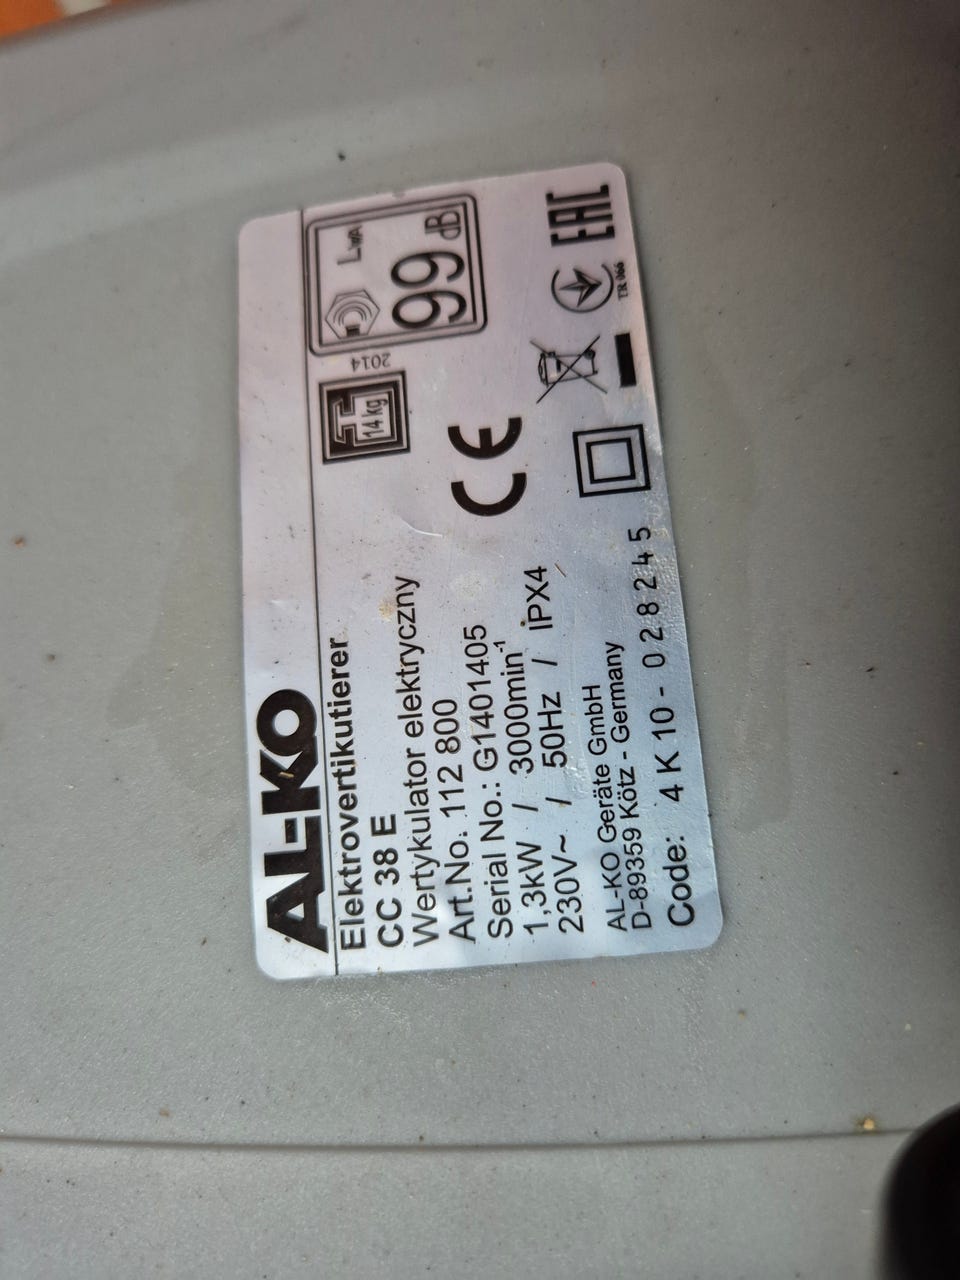 AL-KO
Elektrovertikutierer
CC 38 E
Wertykulator elektryczny
Art.No. 112 800
Serial No.: G1401405
1,3kW / 3000min⁻¹
230V~ / 50Hz / IPX4
AL-KO Geräte GmbH
D-89359 Kötz - Germany
Code: 4 K 10 - 0 2 8 2 4 5
14 kg
2014
LWA
99
dB
CE
TR 066
EAC